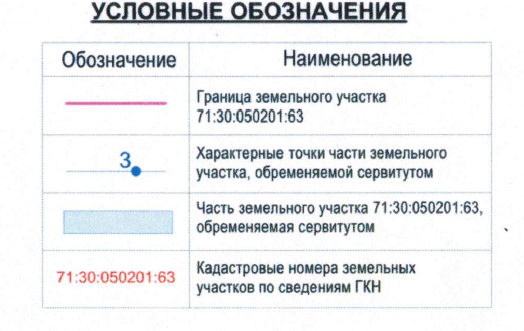 УСЛОВНЫЕ ОБОЗНАЧЕНИЯ
Обозначение Наименование
Граница земельного участка
71:30:050201:63
3
Характерные точки части земельного
участка, обременяемой сервитутом
Часть земельного участка 71:30:050201:63,
обременяемая сервитутом
71:30:050201:63
Кадастровые номера земельных
участков по сведениям ГКН